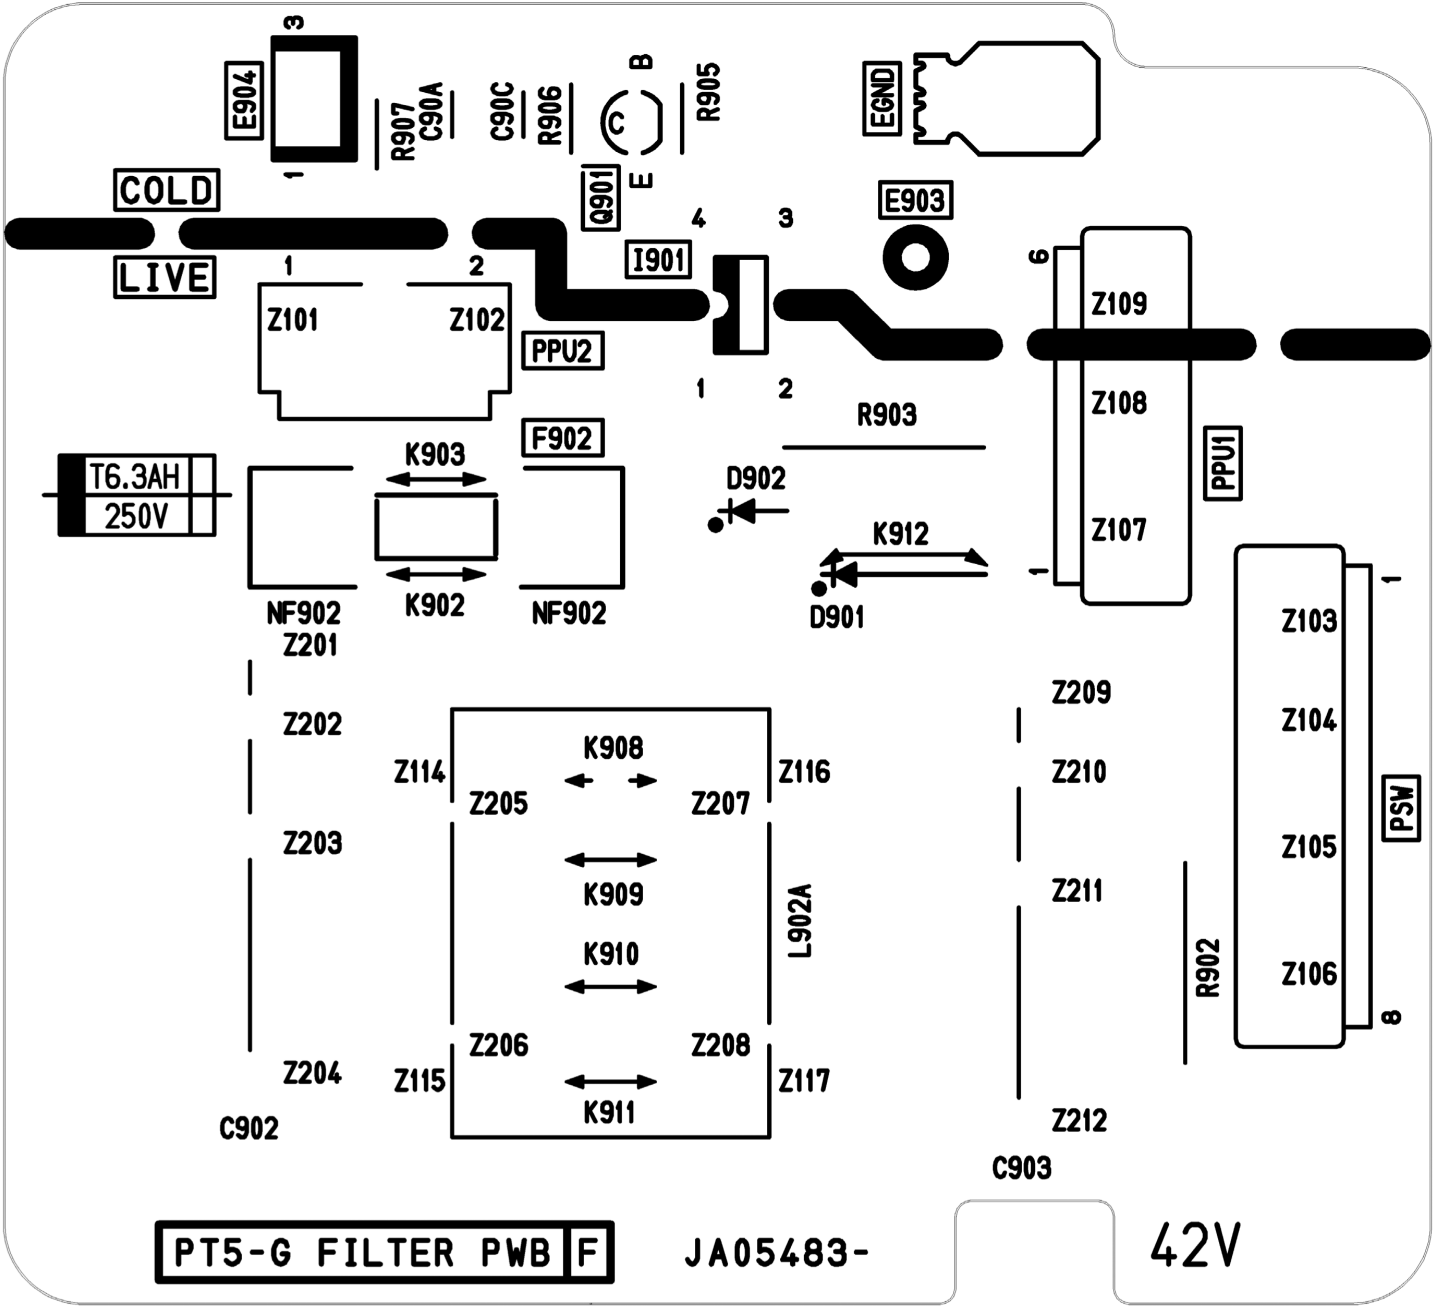 3
E904
R907
C90A
C90C
R906
B
C
E
R905
EGND
1
COLD
LIVE
Q901
E903
4
3
I901
1
2
6
Z101
Z102
Z109
PPU2
1
2
Z108
R903
F902
K903
PPU1
T6.3AH
250V
D902
K912
Z107
1
1
K902
NF902
NF902
D901
Z103
Z201
Z209
Z202
Z104
K908
Z114
Z116
Z210
Z205
Z207
PSW
Z203
Z105
K909
Z211
L902A
K910
R902
Z106
8
Z206
Z208
Z204
Z115
Z117
K911
C902
Z212
C903
PT5-G FILTER PWB F
JA05483-
42V